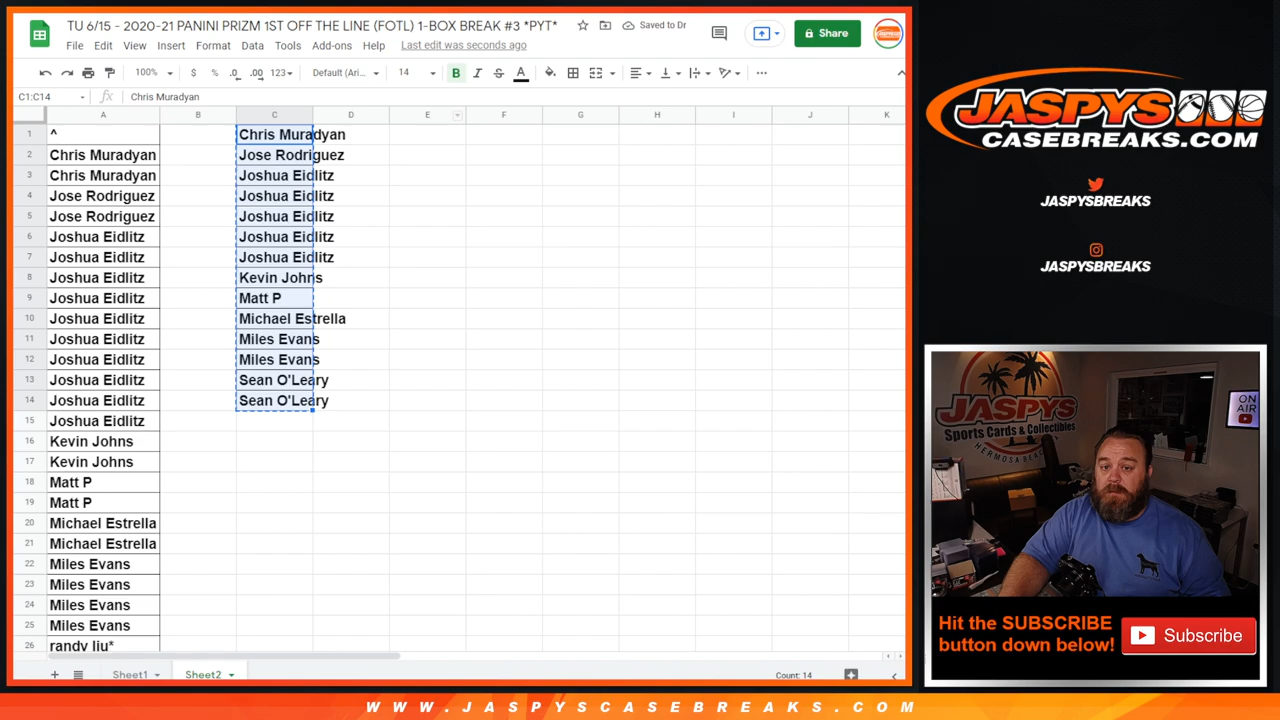 TU 6/15 - 2020-21 PANINI PRIZM 1ST OFF THE LINE (FOTL) 1-BOX BREAK #3 *PYT*
Saved to Dr
Share
File Edit View Insert Format Data Tools Add-ons Help Last edit was seconds ago
100% $ % .0 .00 123 Default (Ari... 14 B I S A
C1:C14 fx Chris Muradyan
A B C D E F G H I J K
1 ^ Chris Muradyan
2 Chris Muradyan Jose Rodriguez
3 Chris Muradyan Joshua Eidlitz
4 Jose Rodriguez Joshua Eidlitz
5 Jose Rodriguez Joshua Eidlitz
6 Joshua Eidlitz Joshua Eidlitz
7 Joshua Eidlitz Joshua Eidlitz
8 Joshua Eidlitz Kevin Johns
9 Joshua Eidlitz Matt P
10 Joshua Eidlitz Michael Estrella
11 Joshua Eidlitz Miles Evans
12 Joshua Eidlitz Miles Evans
13 Joshua Eidlitz Sean O'Leary
14 Joshua Eidlitz Sean O'Leary
15 Joshua Eidlitz
16 Kevin Johns
17 Kevin Johns
18 Matt P
19 Matt P
20 Michael Estrella
21 Michael Estrella
22 Miles Evans
23 Miles Evans
24 Miles Evans
25 Miles Evans
26 randy liu*
Sheet1 Sheet2 Count: 14
JASPYS
CASEBREAKS.COM
JASPYSBREAKS
JASPYSBREAKS
JASPYS
Sports Cards & Collectibles
HERMOSA BEACH
ON
AIR
Hit the SUBSCRIBE
button down below!
Subscribe
WWW.JASPYSCASEBREAKS.COM